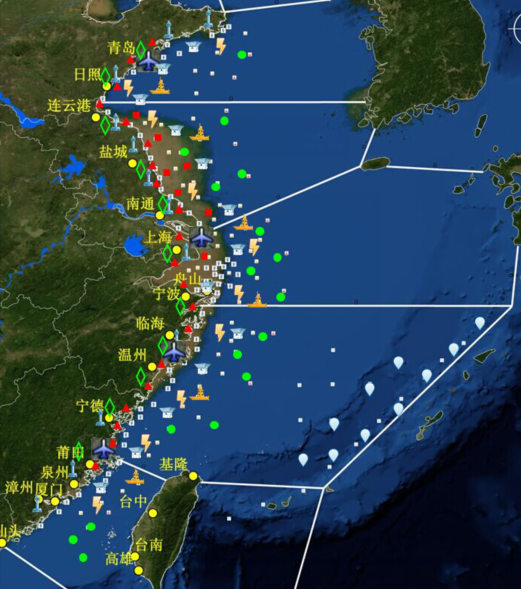 青岛
日照
连云港
盐城
南通
上海
舟山
宁波
临海
温州
宁德
莆田
泉州
基隆
漳州
厦门
台中
汕头
台南
高雄